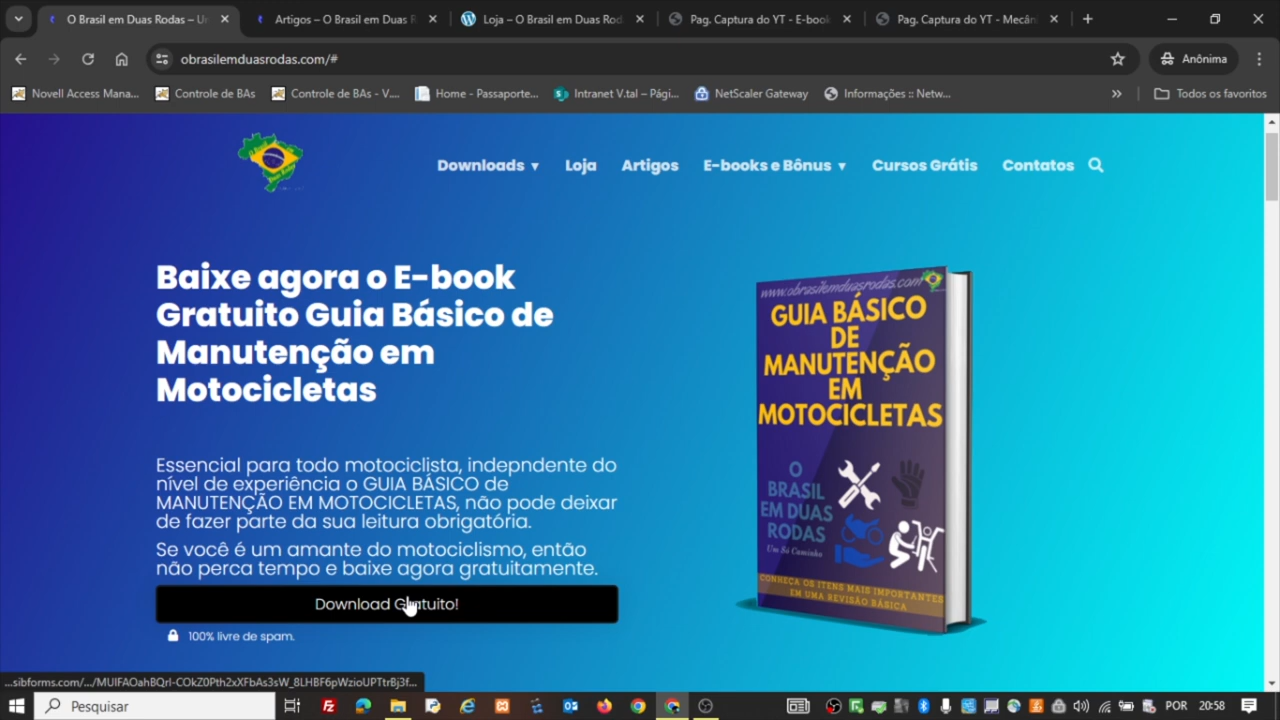 O Brasil em Duas Rodas – Un
Artigos – O Brasil em Duas R
Loja – O Brasil em Duas Rod
Pag. Captura do YT - E-book
Pag. Captura do YT - Mecân
obrasilemduasrodas.com/#
Anônima
Novell Access Mana...
Controle de BAs
Controle de BAs - V....
Home - Passaporte...
Intranet V.tal – Pági...
NetScaler Gateway
Informações :: Netw...
Todos os favoritos
Downloads ▼
Loja
Artigos
E-books e Bônus ▼
Cursos Grátis
Contatos
Baixe agora o E-book
Gratuito Guia Básico de
Manutenção em
Motocicletas
Essencial para todo motociclista, indepndente do
nível de experiência o GUIA BÁSICO de
MANUTENÇÃO EM MOTOCICLETAS, não pode deixar
de fazer parte da sua leitura obrigatória.
Se você é um amante do motociclismo, então
não perca tempo e baixe agora gratuitamente.
Download Gratuito!
100% livre de spam.
www.obrasilemduasrodas.com
GUIA BÁSICO
DE
MANUTENÇÃO
EM
MOTOCICLETAS
O
BRASIL
EM DUAS
RODAS
Um Só Caminho
CONHEÇA OS ITENS MAIS IMPORTANTES
EM UMA REVISÃO BÁSICA
Pesquisar
POR
20:58